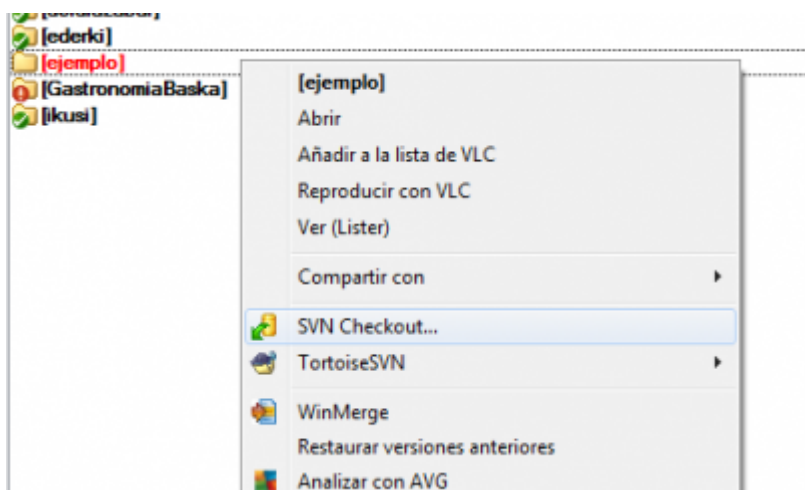 [ederki]
[ejemplo]
[GastronomiaBaska]
[ikusi]
[ejemplo]
Abrir
Añadir a la lista de VLC
Reproducir con VLC
Ver (Lister)
Compartir con
SVN Checkout...
TortoiseSVN
WinMerge
Restaurar versiones anteriores
Analizar con AVG